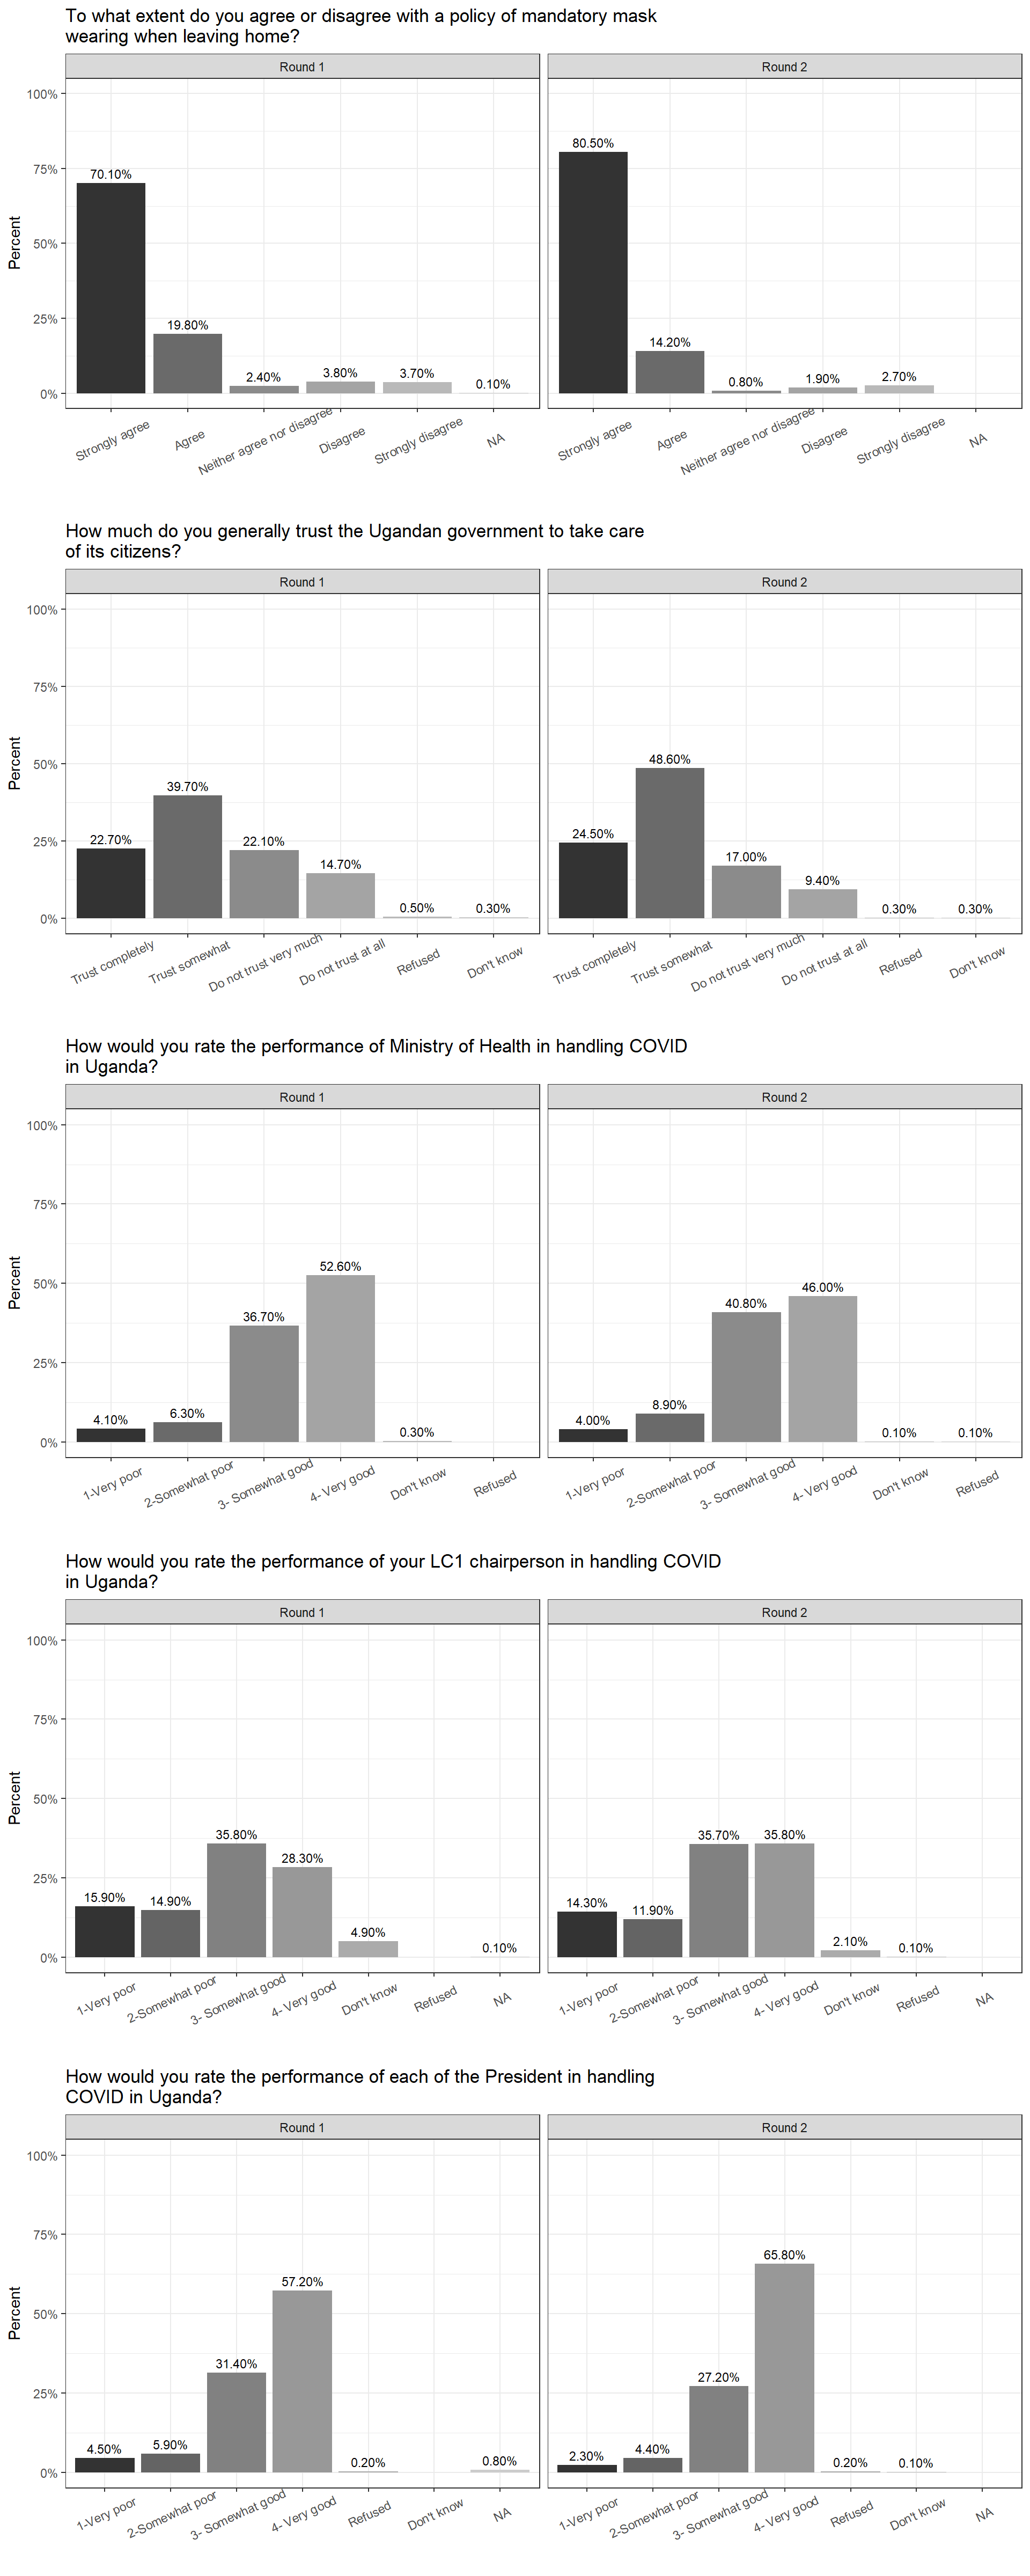 To what extent do you agree or disagree with a policy of mandatory mask
wearing when leaving home?
Round 1
Round 2
Percent
100%
75%
50%
25%
0%
70.10%
19.80%
2.40%
3.80%
3.70%
0.10%
80.50%
14.20%
0.80%
1.90%
2.70%
Strongly agree
Agree
Neither agree nor disagree
Disagree
Strongly disagree
NA
Strongly agree
Agree
Neither agree nor disagree
Disagree
Strongly disagree
NA
How much do you generally trust the Ugandan government to take care
of its citizens?
Round 1
Round 2
Percent
100%
75%
50%
25%
0%
22.70%
39.70%
22.10%
14.70%
0.50%
0.30%
24.50%
48.60%
17.00%
9.40%
0.30%
0.30%
Trust completely
Trust somewhat
Do not trust very much
Do not trust at all
Refused
Don't know
Trust completely
Trust somewhat
Do not trust very much
Do not trust at all
Refused
Don't know
How would you rate the performance of Ministry of Health in handling COVID
in Uganda?
Round 1
Round 2
Percent
100%
75%
50%
25%
0%
4.10%
6.30%
36.70%
52.60%
0.30%
4.00%
8.90%
40.80%
46.00%
0.10%
0.10%
1-Very poor
2-Somewhat poor
3- Somewhat good
4- Very good
Don't know
Refused
1-Very poor
2-Somewhat poor
3- Somewhat good
4- Very good
Don't know
Refused
How would you rate the performance of your LC1 chairperson in handling COVID
in Uganda?
Round 1
Round 2
Percent
100%
75%
50%
25%
0%
15.90%
14.90%
35.80%
28.30%
4.90%
0.10%
14.30%
11.90%
35.70%
35.80%
2.10%
0.10%
1-Very poor
2-Somewhat poor
3- Somewhat good
4- Very good
Don't know
Refused
NA
1-Very poor
2-Somewhat poor
3- Somewhat good
4- Very good
Don't know
Refused
NA
How would you rate the performance of each of the President in handling
COVID in Uganda?
Round 1
Round 2
Percent
100%
75%
50%
25%
0%
4.50%
5.90%
31.40%
57.20%
0.20%
0.80%
2.30%
4.40%
27.20%
65.80%
0.20%
0.10%
1-Very poor
2-Somewhat poor
3- Somewhat good
4- Very good
Refused
Don't know
NA
1-Very poor
2-Somewhat poor
3- Somewhat good
4- Very good
Refused
Don't know
NA